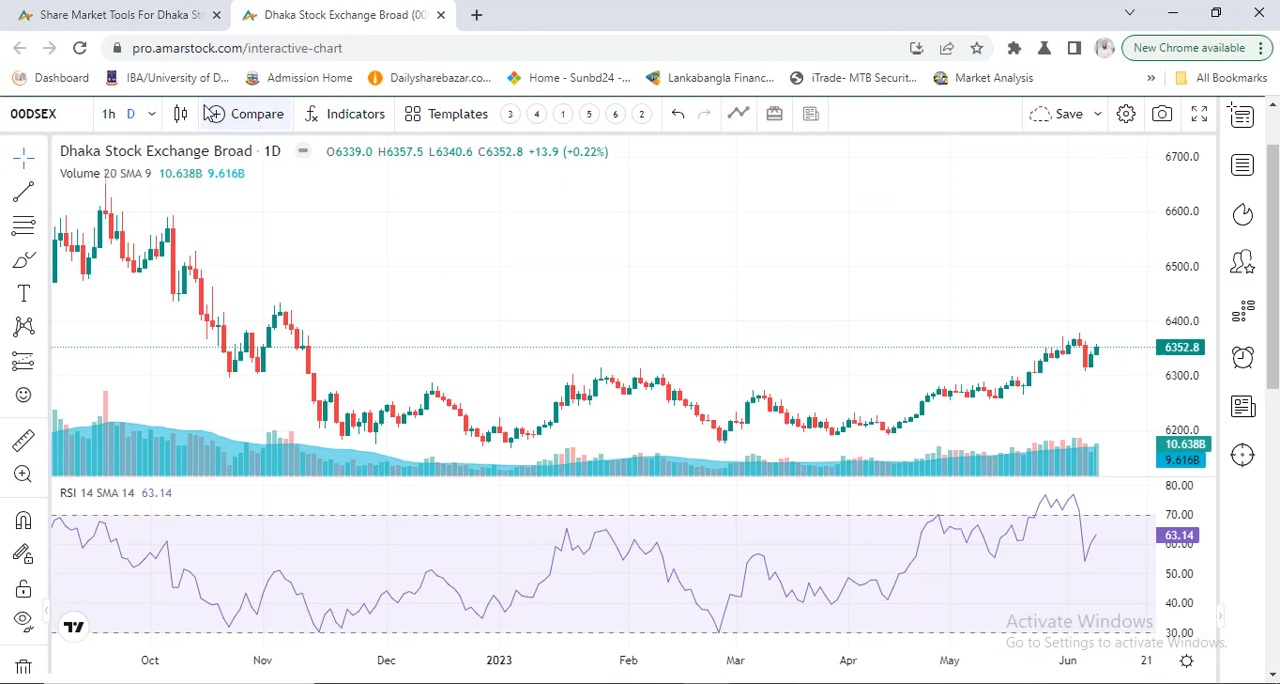 Share Market Tools For Dhaka Sto
Dhaka Stock Exchange Broad (00
pro.amarstock.com/interactive-chart
New Chrome available
Dashboard
IBA/University of D...
Admission Home
Dailysharebazar.co...
Home - Sunbd24 -...
Lankabangla Financ...
iTrade- MTB Securit...
Market Analysis
»
All Bookmarks
00DSEX
1h D
Compare
Indicators
Templates
3 4 1 5 6 2
Save
Dhaka Stock Exchange Broad · 1D
O6339.0 H6357.5 L6340.6 C6352.8 +13.9 (+0.22%)
Volume 20 SMA 9 10.638B 9.616B
6700.0
6600.0
6500.0
6400.0
6352.8
6300.0
6200.0
10.638B
9.616B
RSI 14 SMA 14 63.14
80.00
70.00
63.14
60.00
50.00
40.00
30.00
Activate Windows
Go to Settings to activate Windows.
Oct Nov Dec 2023 Feb Mar Apr May Jun 21